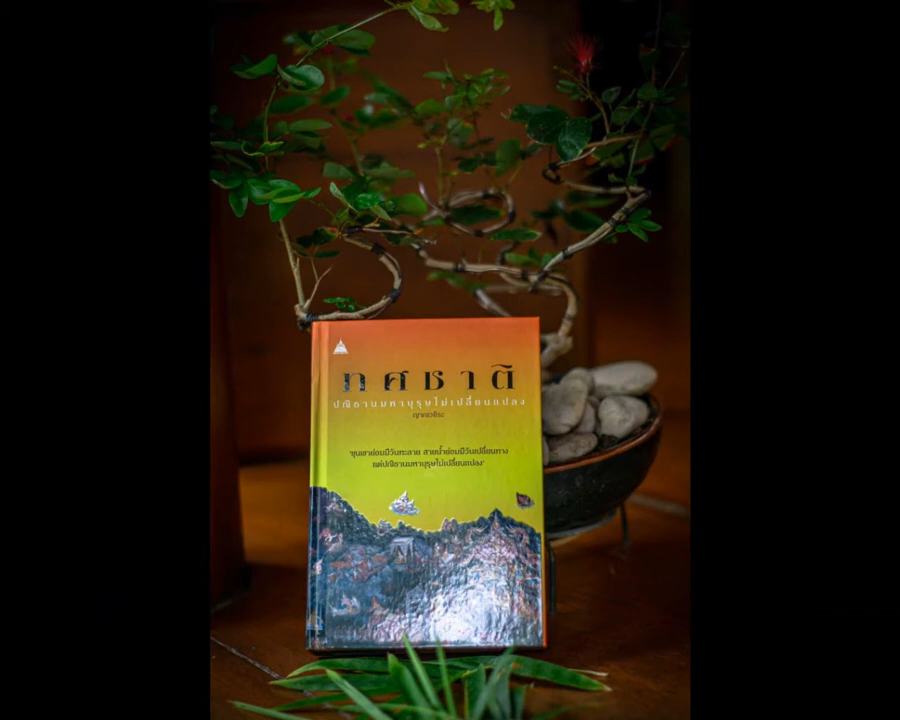 ทศชาติ
ปณิธานมหาบุรุษไม่เปลี่ยนแปลง
ญาณวชิระ
"ขุนเขาย่อมมีวันทะลาย สายน้ำย่อมมีวันเปลี่ยนทาง
แต่ปณิธานมหาบุรุษไม่เปลี่ยนแปลง"